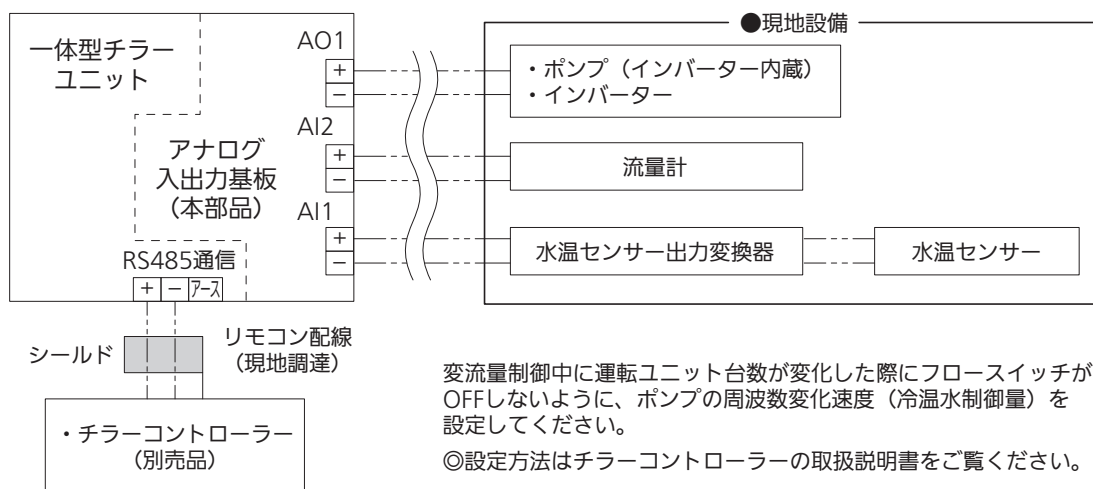 一体型チラー
ユニット
アナログ
入出力基板
（本部品）
AO1
+
−
AI2
+
−
AI1
+
−
RS485通信
+ − アース
シールド
リモコン配線
（現地調達）
・チラーコントローラー
（別売品）
●現地設備
・ポンプ（インバーター内蔵）
・インバーター
流量計
水温センサー出力変換器
水温センサー
変流量制御中に運転ユニット台数が変化した際にフロースイッチが
OFFしないように、ポンプの周波数変化速度（冷温水制御量）を
設定してください。
◎設定方法はチラーコントローラーの取扱説明書をご覧ください。